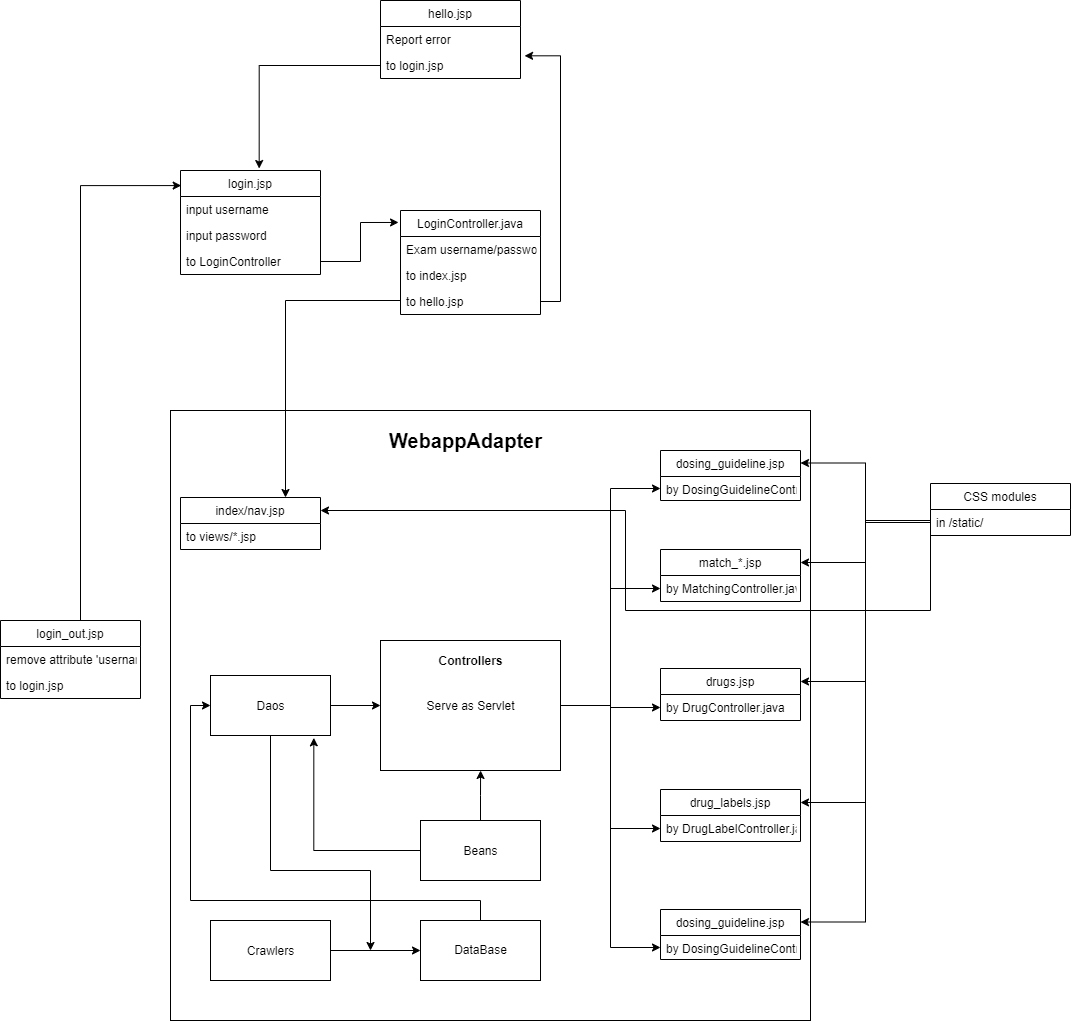 hello.jsp
Report error
to login.jsp
login.jsp
input username
input password
to LoginController
LoginController.java
Exam username/passwo
to index.jsp
to hello.jsp
WebappAdapter
dosing_guideline.jsp
by DosingGuidelineConti
CSS modules
in /static/
index/nav.jsp
to views/*.jsp
match_*.jsp
by MatchingController.jav
login_out.jsp
remove attribute 'usernai
to login.jsp
Controllers
Serve as Servlet
Daos
drugs.jsp
by DrugController.java
drug_labels.jsp
by DrugLabelController.ja
Beans
dosing_guideline.jsp
by DosingGuidelineConti
Crawlers
DataBase